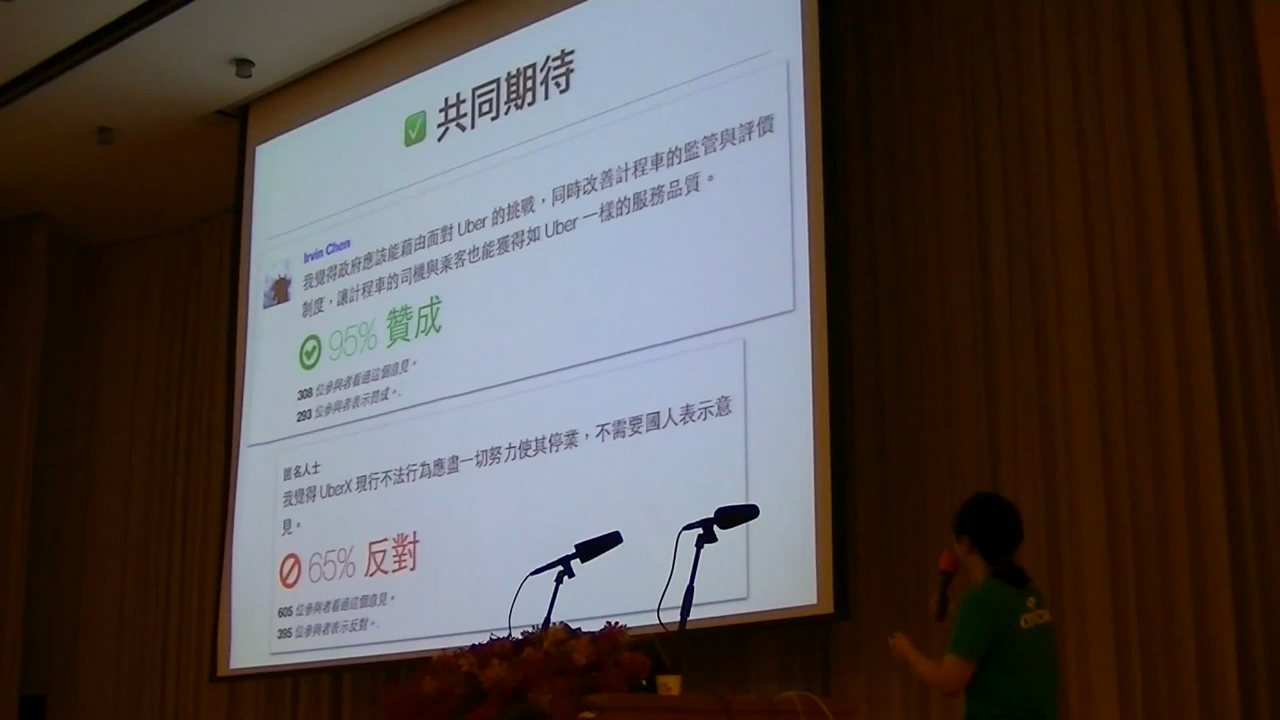 ✅ 共同期待
Irvin Chen
我覺得政府應該能藉由面對 Uber 的挑戰，同時改善計程車的監管與評價
制度，讓計程車的司機與乘客也能獲得如 Uber 一樣的服務品質。
95% 贊成
308 位參與者看過這個意見。
293 位參與者表示贊成。
匿名人士
我覺得 UberX 現行不法行為應盡一切努力使其停業，不需要國人表示意
見。
65% 反對
605 位參與者看過這個意見。
395 位參與者表示反對。